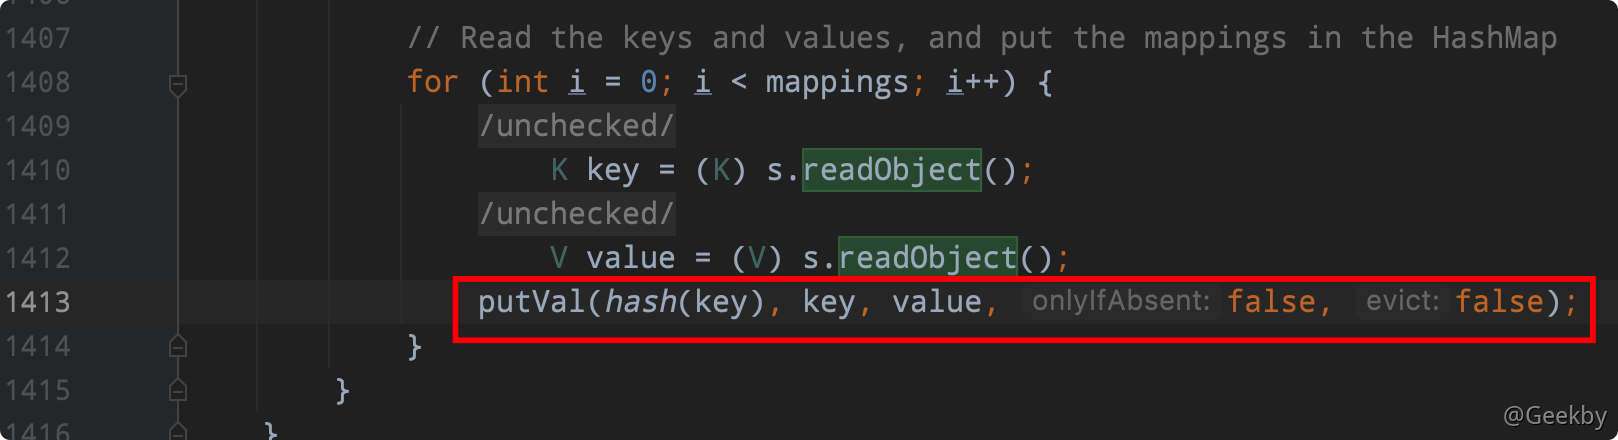 1407 // Read the keys and values, and put the mappings in the HashMap
1408 for (int i = 0; i < mappings; i++) {
1409 /unchecked/
1410 K key = (K) s.readObject();
1411 /unchecked/
1412 V value = (V) s.readObject();
1413 putVal(hash(key), key, value, onlyIfAbsent: false, evict: false);
1414 }
1415 }
1416 }
@Geekby